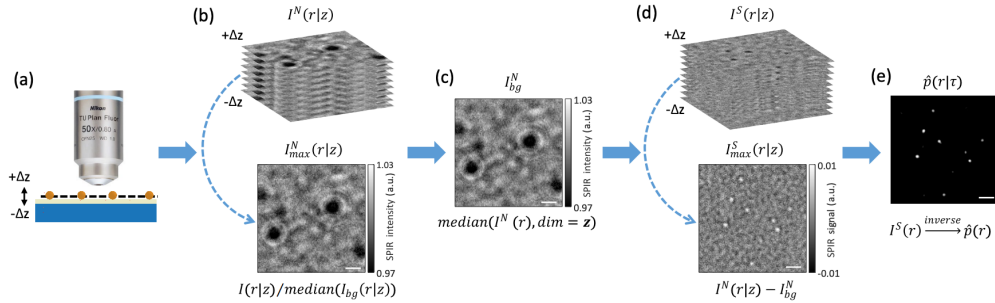 (a)
Nikon
TU Plan Fluor
50X/0.80
+Δz
-Δz
(b)
I^N(r|z)
+Δz
-Δz
I^N_max(r|z)
1.03
SPIR intensity (a.u.)
0.97
I(r|z)/median(I_bg(r|z))
(c)
I^N_bg
1.03
SPIR intensity (a.u.)
0.97
median(I^N (r), dim = z)
(d)
I^S(r|z)
+Δz
-Δz
I^S_max(r|z)
0.01
SPIR signal (a.u.)
-0.01
I^N(r|z) − I^N_bg
(e)
p̂(r|τ)
I^S(r) inverse→ p̂(r)